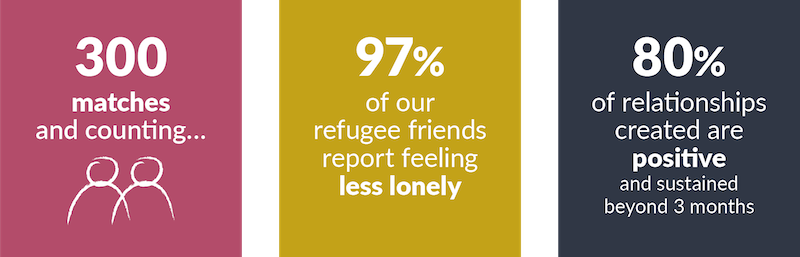 300
matches
and counting...
97%
of our
refugee friends
report feeling
less lonely
80%
of relationships
created are
positive
and sustained
beyond 3 months